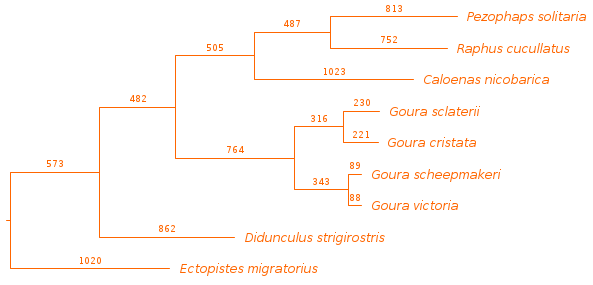 813
Pezophaps solitaria
487
752
Raphus cucullatus
505
1023
Caloenas nicobarica
482
230
Goura sclaterii
316
221
Goura cristata
764
89
Goura scheepmakeri
573
343
88
Goura victoria
862
Didunculus strigirostris
1020
Ectopistes migratorius